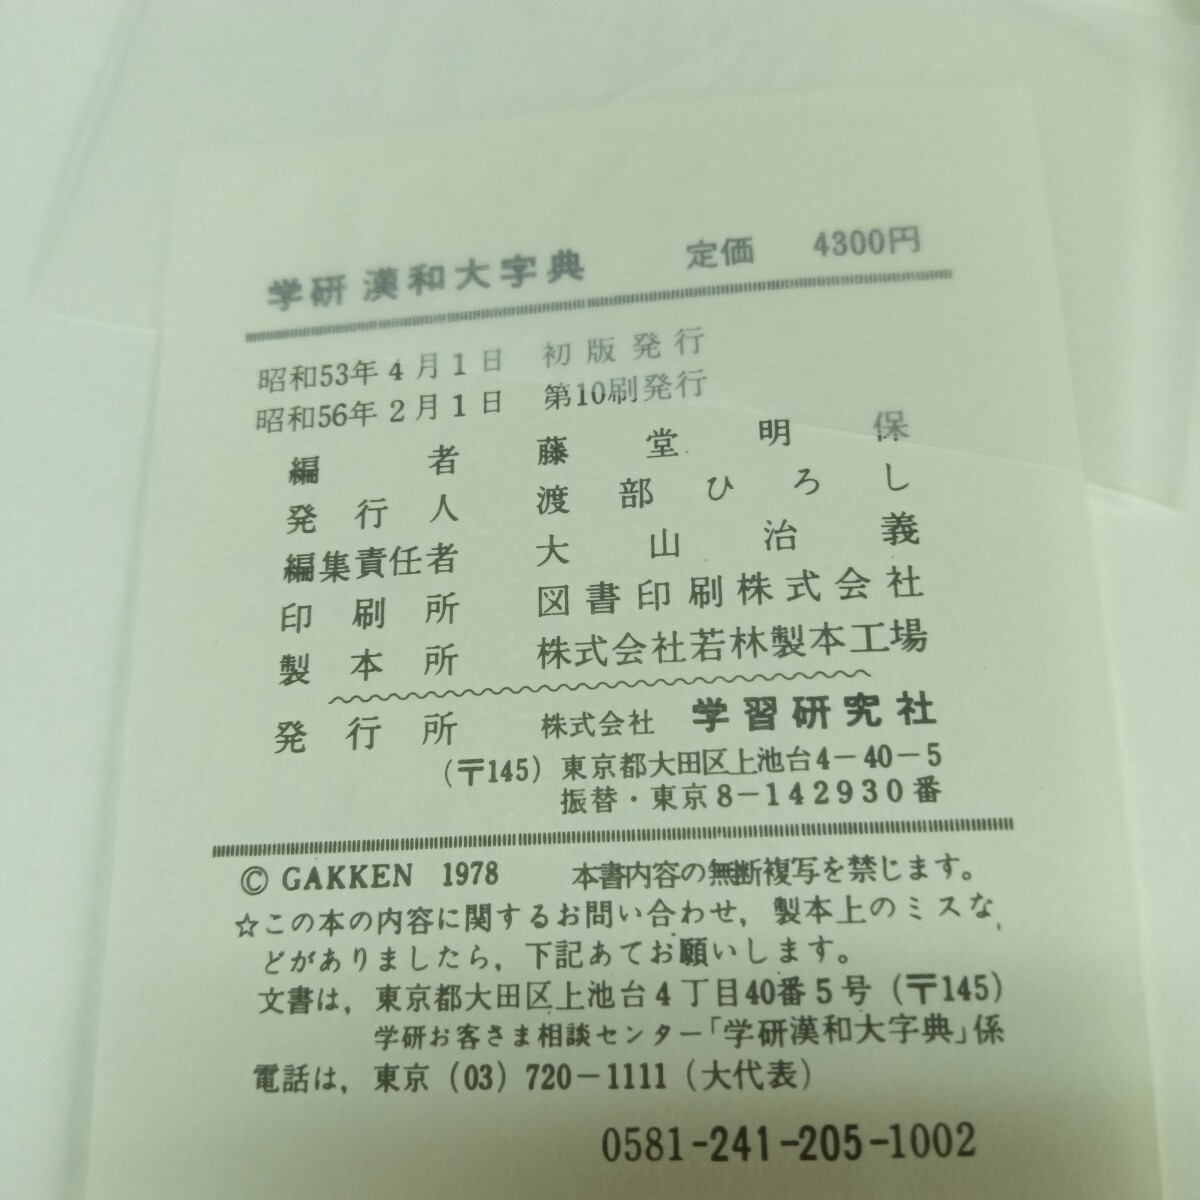 学研 漢和大字典 定価 4300円
昭和53年4月1日 初版発行
昭和56年2月1日 第10刷発行
編者 藤堂明保
発行人 渡部ひろし
編集責任者 大山治義
印刷所 図書印刷株式会社
製本所 株式会社若林製本工場
発行所 株式会社 学習研究社
(〒145) 東京都大田区上池台4-40-5
振替・東京8-142930番
© GAKKEN 1978 本書内容の無断複写を禁じます。
☆この本の内容に関するお問い合わせ,製本上のミスな
どがありましたら,下記あてお願いします。
文書は,東京都大田区上池台4丁目40番5号(〒145)
学研お客さま相談センター「学研漢和大字典」係
電話は,東京(03)720-1111(大代表)
0581-241-205-1002